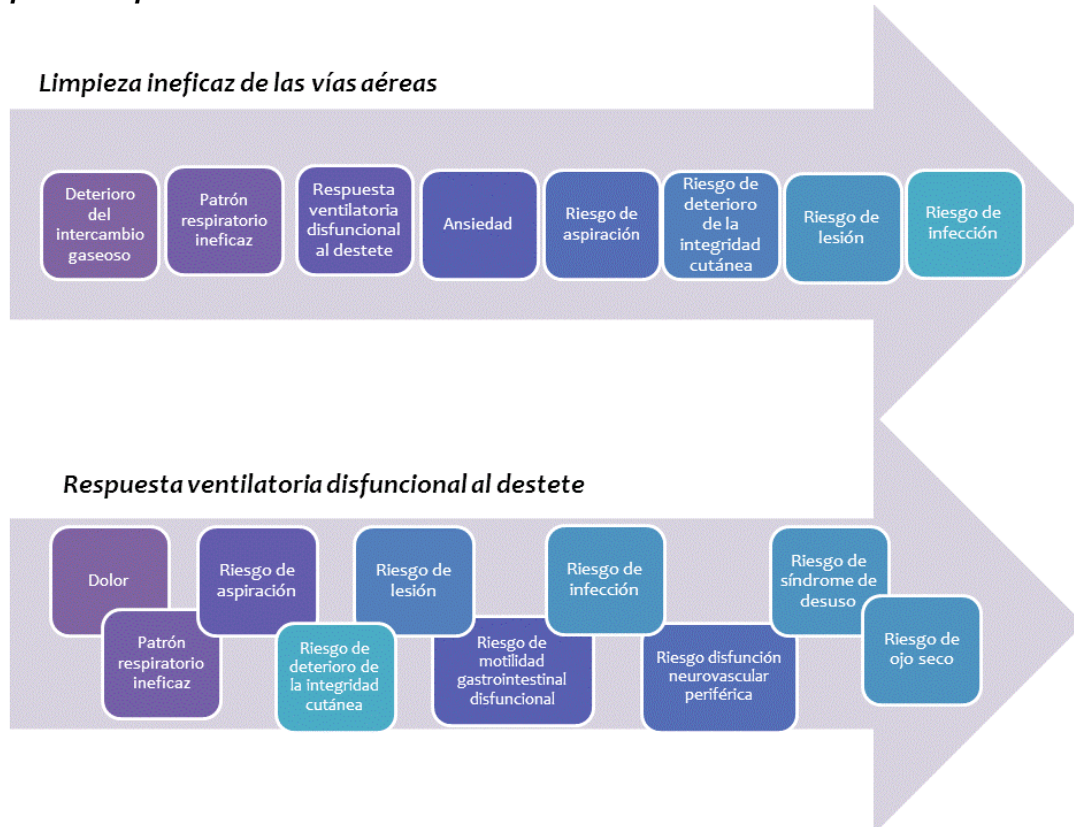 Limpieza ineficaz de las vías aéreas
Deterioro
del
intercambio
gaseoso
Patrón
respiratorio
ineficaz
Respuesta
ventilatoria
disfuncional
al destete
Ansiedad
Riesgo de
aspiración
Riesgo de
deterioro
de la
integridad
cutánea
Riesgo de
lesión
Riesgo de
infección
Respuesta ventilatoria disfuncional al destete
Dolor
Patrón
respiratorio
ineficaz
Riesgo de
aspiración
Riesgo de
deterioro de
la integridad
cutánea
Riesgo de
lesión
Riesgo de
motilidad
gastrointestinal
disfuncional
Riesgo de
infección
Riesgo disfunción
neurovascular
periférica
Riesgo de
síndrome de
desuso
Riesgo de
ojo seco